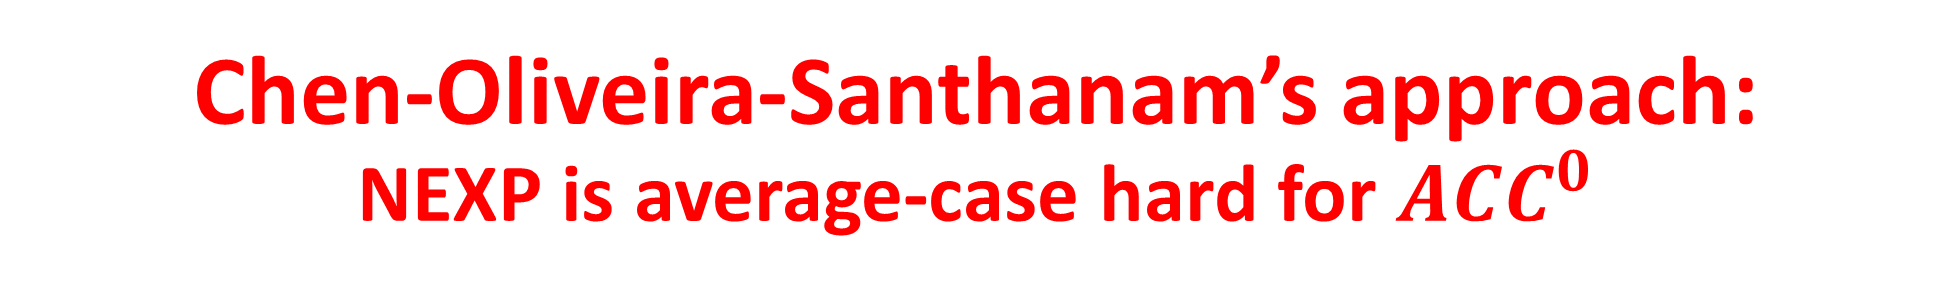 Chen-Oliveira-Santhanam’s approach:
NEXP is average-case hard for ACC⁰